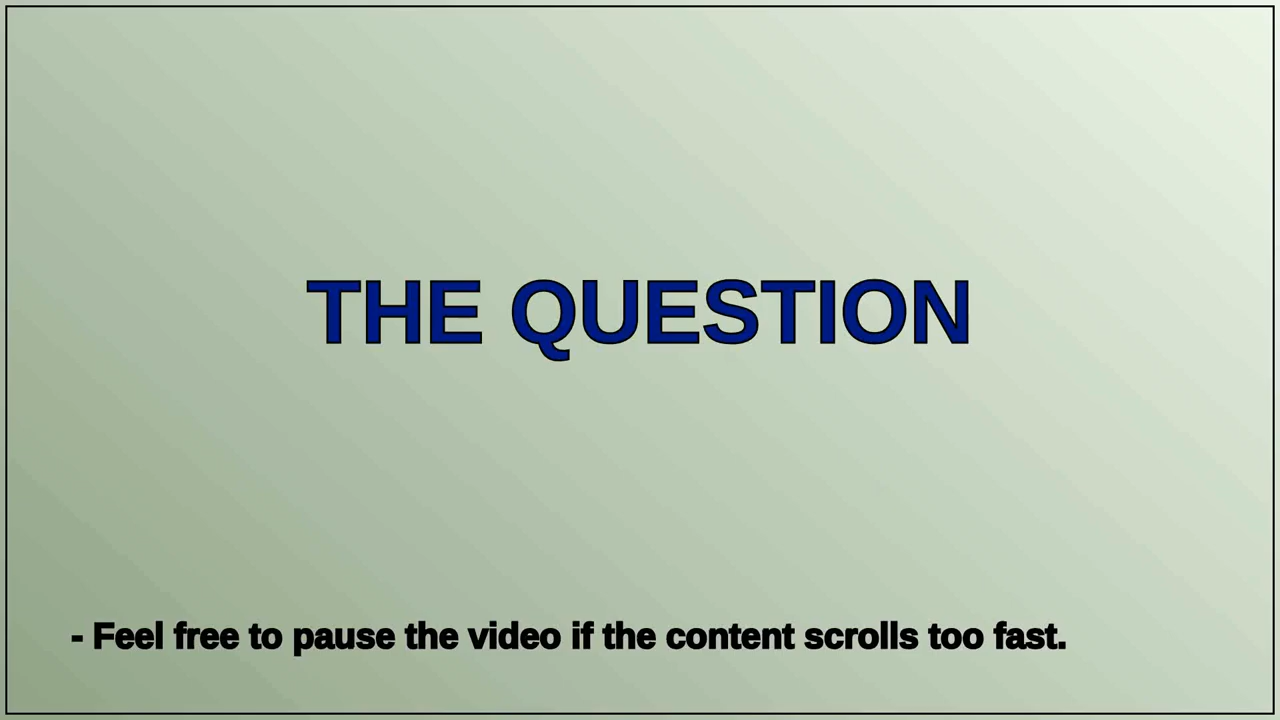 THE QUESTION
- Feel free to pause the video if the content scrolls too fast.